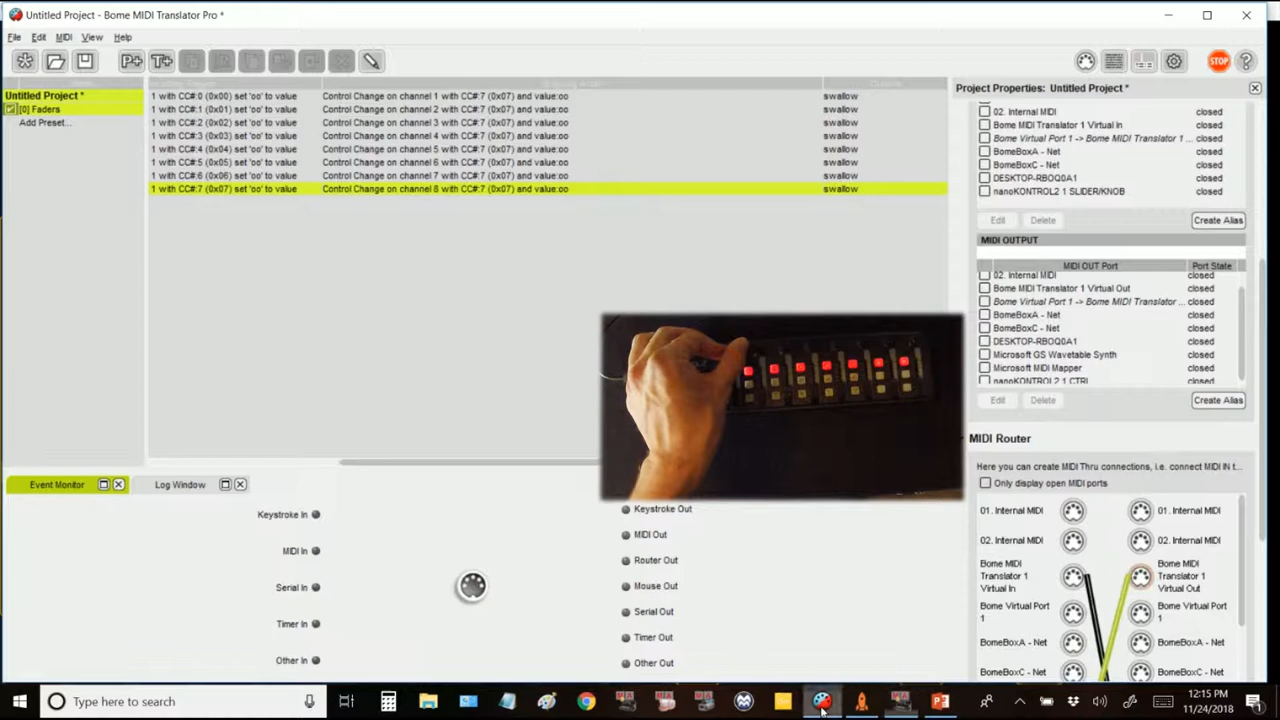 Untitled Project - Bome MIDI Translator Pro *
File Edit MIDI View Help
P+ T+ STOP ?
Untitled Project *
[0] Faders
Add Preset...
1 with CC#:0 (0x00) set 'oo' to value Control Change on channel 1 with CC#:7 (0x07) and value:oo swallow
1 with CC#:1 (0x01) set 'oo' to value Control Change on channel 2 with CC#:7 (0x07) and value:oo swallow
1 with CC#:2 (0x02) set 'oo' to value Control Change on channel 3 with CC#:7 (0x07) and value:oo swallow
1 with CC#:3 (0x03) set 'oo' to value Control Change on channel 4 with CC#:7 (0x07) and value:oo swallow
1 with CC#:4 (0x04) set 'oo' to value Control Change on channel 5 with CC#:7 (0x07) and value:oo swallow
1 with CC#:5 (0x05) set 'oo' to value Control Change on channel 6 with CC#:7 (0x07) and value:oo swallow
1 with CC#:6 (0x06) set 'oo' to value Control Change on channel 7 with CC#:7 (0x07) and value:oo swallow
1 with CC#:7 (0x07) set 'oo' to value Control Change on channel 8 with CC#:7 (0x07) and value:oo swallow
Project Properties: Untitled Project *
02. Internal MIDI closed
Bome MIDI Translator 1 Virtual In closed
Bome Virtual Port 1 -> Bome MIDI Translator 1 ... closed
BomeBoxA - Net closed
BomeBoxC - Net closed
DESKTOP-RBOQ0A1 closed
nanoKONTROL2 1 SLIDER/KNOB closed
Edit Delete Create Alias
MIDI OUTPUT
MIDI OUT Port Port State
02. Internal MIDI closed
Bome MIDI Translator 1 Virtual Out closed
Bome Virtual Port 1 -> Bome MIDI Translator ... closed
BomeBoxA - Net closed
BomeBoxC - Net closed
DESKTOP-RBOQ0A1 closed
Microsoft GS Wavetable Synth closed
Microsoft MIDI Mapper closed
nanoKONTROL2 1 CTRL closed
Edit Delete Create Alias
MIDI Router
Here you can create MIDI Thru connections, i.e. connect MIDI IN t...
Only display open MIDI ports
01. Internal MIDI 01. Internal MIDI
02. Internal MIDI 02. Internal MIDI
Bome MIDI Translator 1 Virtual In Bome MIDI Translator 1 Virtual Out
Bome Virtual Port 1 Bome Virtual Port 1
BomeBoxA - Net BomeBoxA - Net
BomeBoxC - Net BomeBoxC - Net
Event Monitor Log Window
Keystroke In Keystroke Out
MIDI In MIDI Out
Router Out
Serial In Mouse Out
Serial Out
Timer In Timer Out
Other In Other Out
Type here to search
12:15 PM
11/24/2018